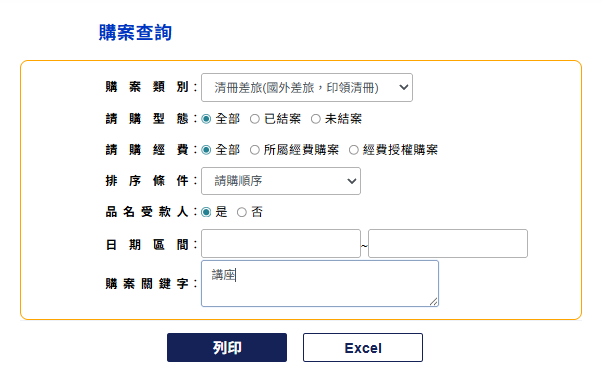 購案查詢
購案類別： 清冊差旅(國外差旅，印領清冊)
請購型態： 全部 已結案 未結案
請購經費： 全部 所屬經費購案 經費授權購案
排序條件： 請購順序
品名受款人： 是 否
日期區間： ~
購案關鍵字： 講座
列印 Excel